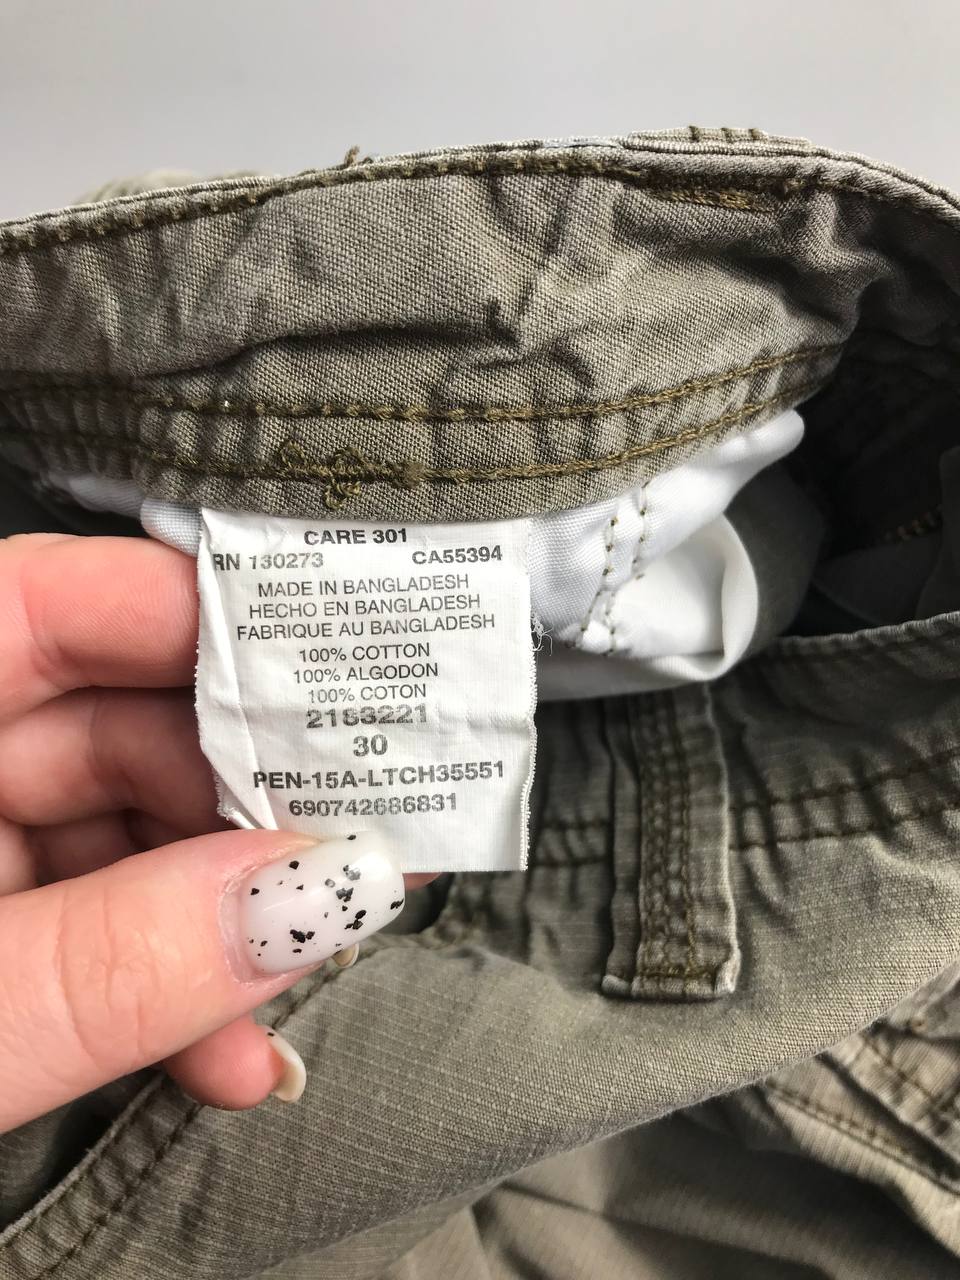 CARE 301
RN 130273 CA55394
MADE IN BANGLADESH
HECHO EN BANGLADESH
FABRIQUE AU BANGLADESH
100% COTTON
100% ALGODON
100% COTON
2183221
30
PEN-15A-LTCH35551
690742686831